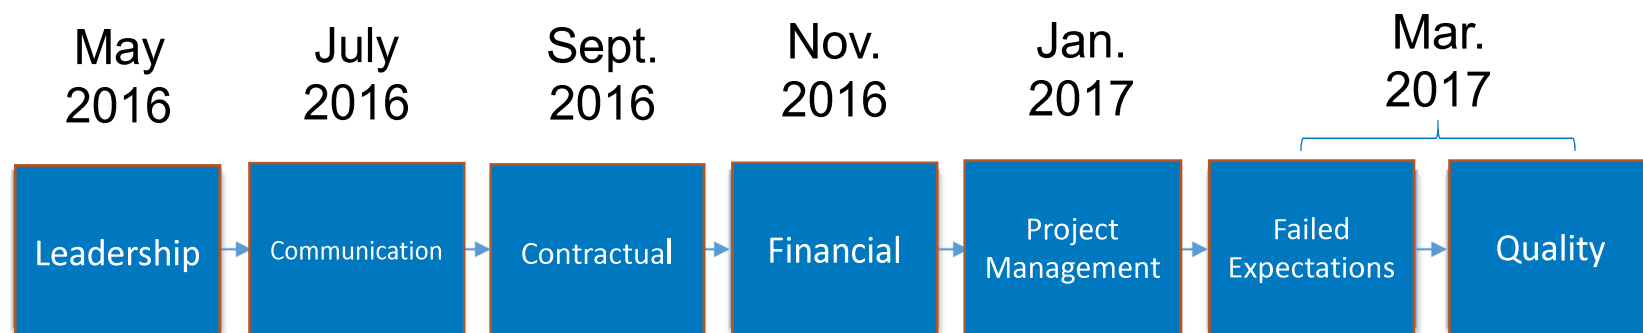 May
2016
July
2016
Sept.
2016
Nov.
2016
Jan.
2017
Mar.
2017
Leadership
Communication
Contractual
Financial
Project
Management
Failed
Expectations
Quality